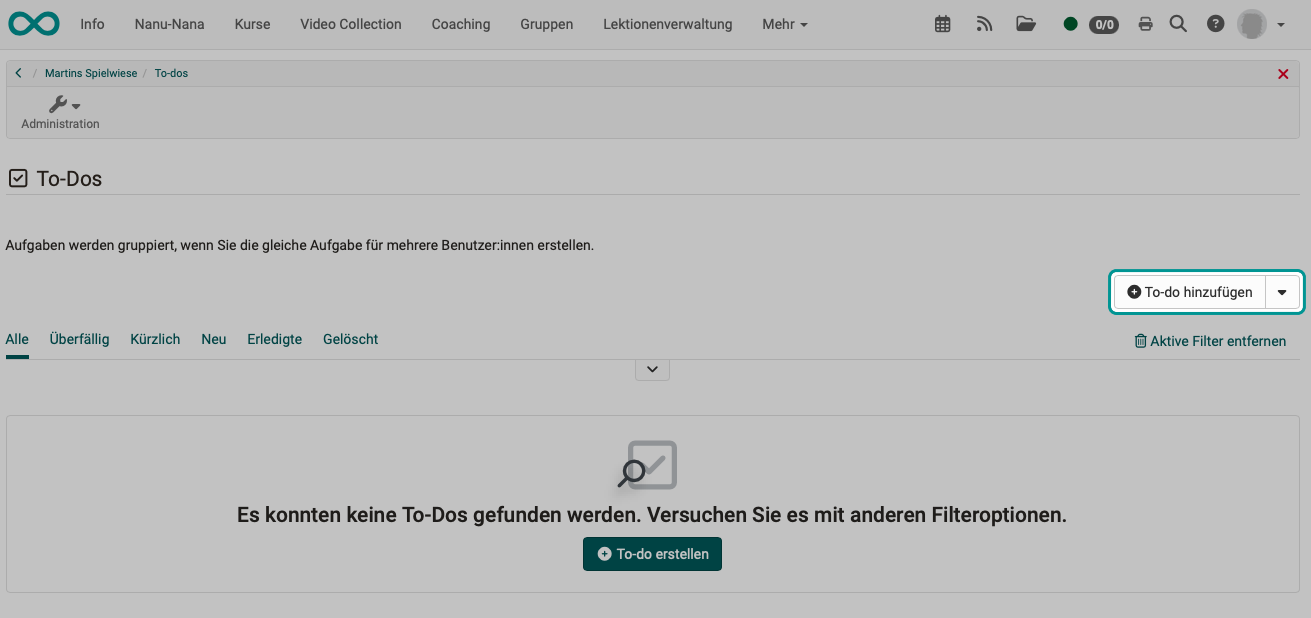 Info Nanu-Nana Kurse Video Collection Coaching Gruppen Lektionenverwaltung Mehr 0/0
/ Martins Spielwiese / To-dos
Administration
To-Dos
Aufgaben werden gruppiert, wenn Sie die gleiche Aufgabe für mehrere Benutzer:innen erstellen.
To-do hinzufügen
Alle Überfällig Kürzlich Neu Erledigte Gelöscht Aktive Filter entfernen
Es konnten keine To-Dos gefunden werden. Versuchen Sie es mit anderen Filteroptionen.
To-do erstellen